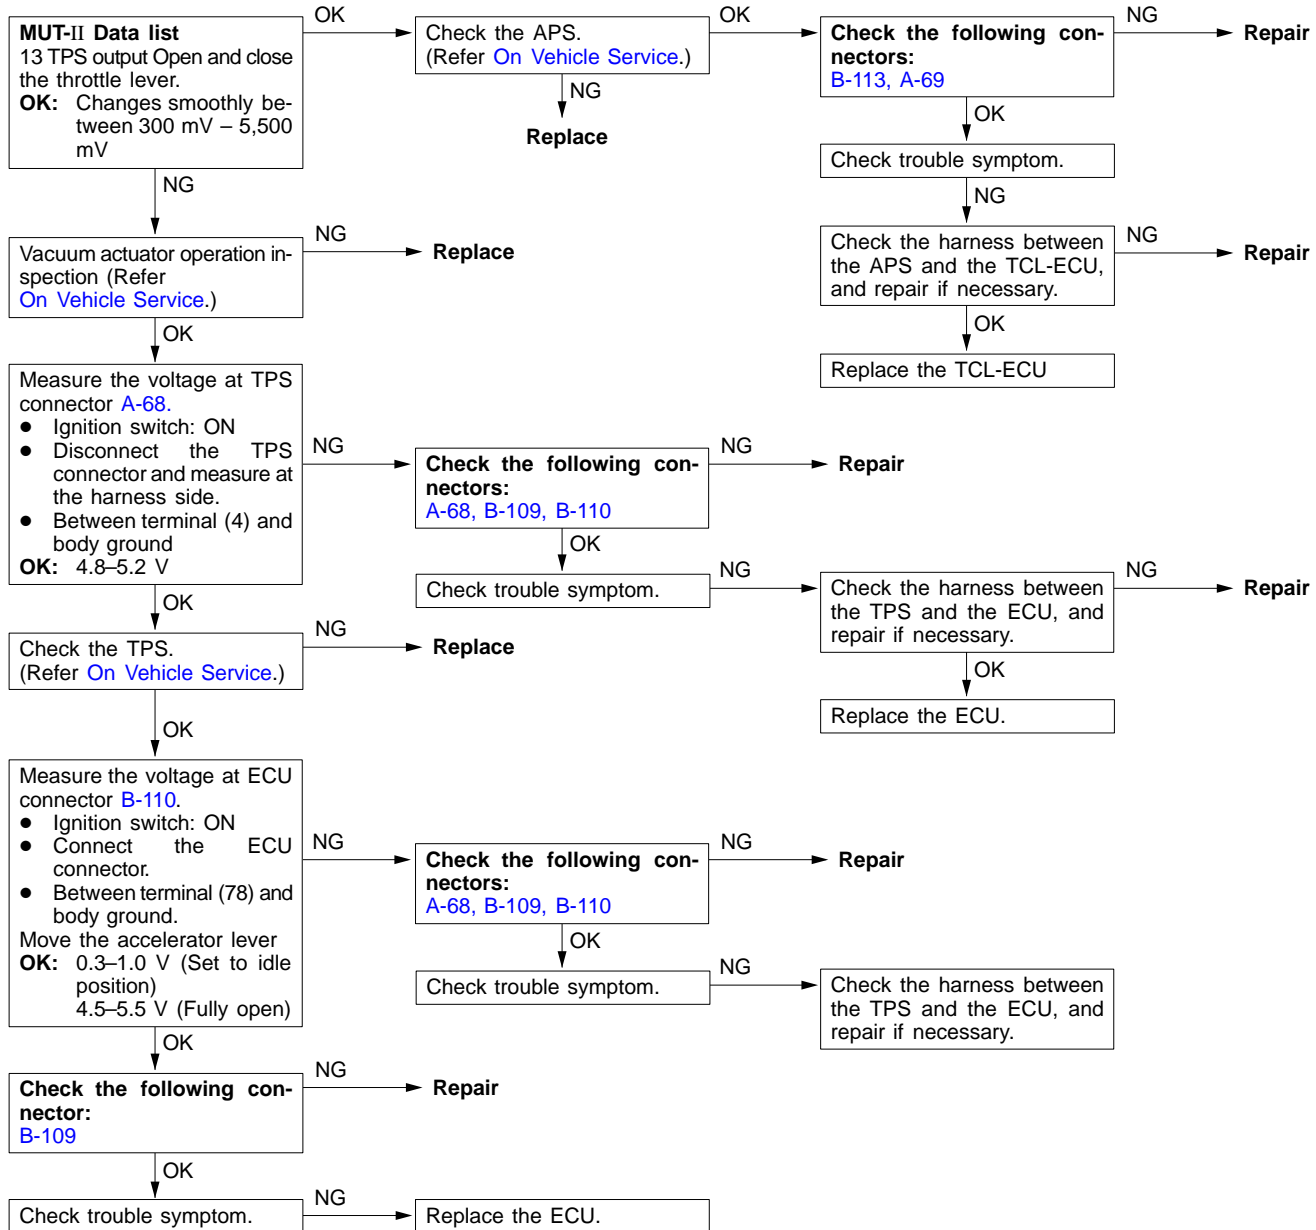 MUT-II Data list
13 TPS output Open and close
the throttle lever.
OK: Changes smoothly be-
tween 300 mV – 5,500
mV
OK
Check the APS.
(Refer On Vehicle Service.)
OK
Check the following con-
nectors:
B-113, A-69
NG
Repair
NG
Replace
OK
Check trouble symptom.
NG
Check the harness between
the APS and the TCL-ECU,
and repair if necessary.
NG
Repair
OK
Replace the TCL-ECU
NG
Vacuum actuator operation in-
spection (Refer
On Vehicle Service.)
NG
Replace
OK
Measure the voltage at TPS
connector A-68.
● Ignition switch: ON
● Disconnect the TPS
connector and measure at
the harness side.
● Between terminal (4) and
body ground
OK: 4.8–5.2 V
NG
Check the following con-
nectors:
A-68, B-109, B-110
NG
Repair
OK
Check trouble symptom.
NG
Check the harness between
the TPS and the ECU, and
repair if necessary.
NG
Repair
OK
Replace the ECU.
OK
Check the TPS.
(Refer On Vehicle Service.)
NG
Replace
OK
Measure the voltage at ECU
connector B-110.
● Ignition switch: ON
● Connect the ECU
connector.
● Between terminal (78) and
body ground.
Move the accelerator lever
OK: 0.3–1.0 V (Set to idle
position)
4.5–5.5 V (Fully open)
NG
Check the following con-
nectors:
A-68, B-109, B-110
NG
Repair
OK
Check trouble symptom.
NG
Check the harness between
the TPS and the ECU, and
repair if necessary.
OK
Check the following con-
nector:
B-109
NG
Repair
OK
Check trouble symptom.
NG
Replace the ECU.